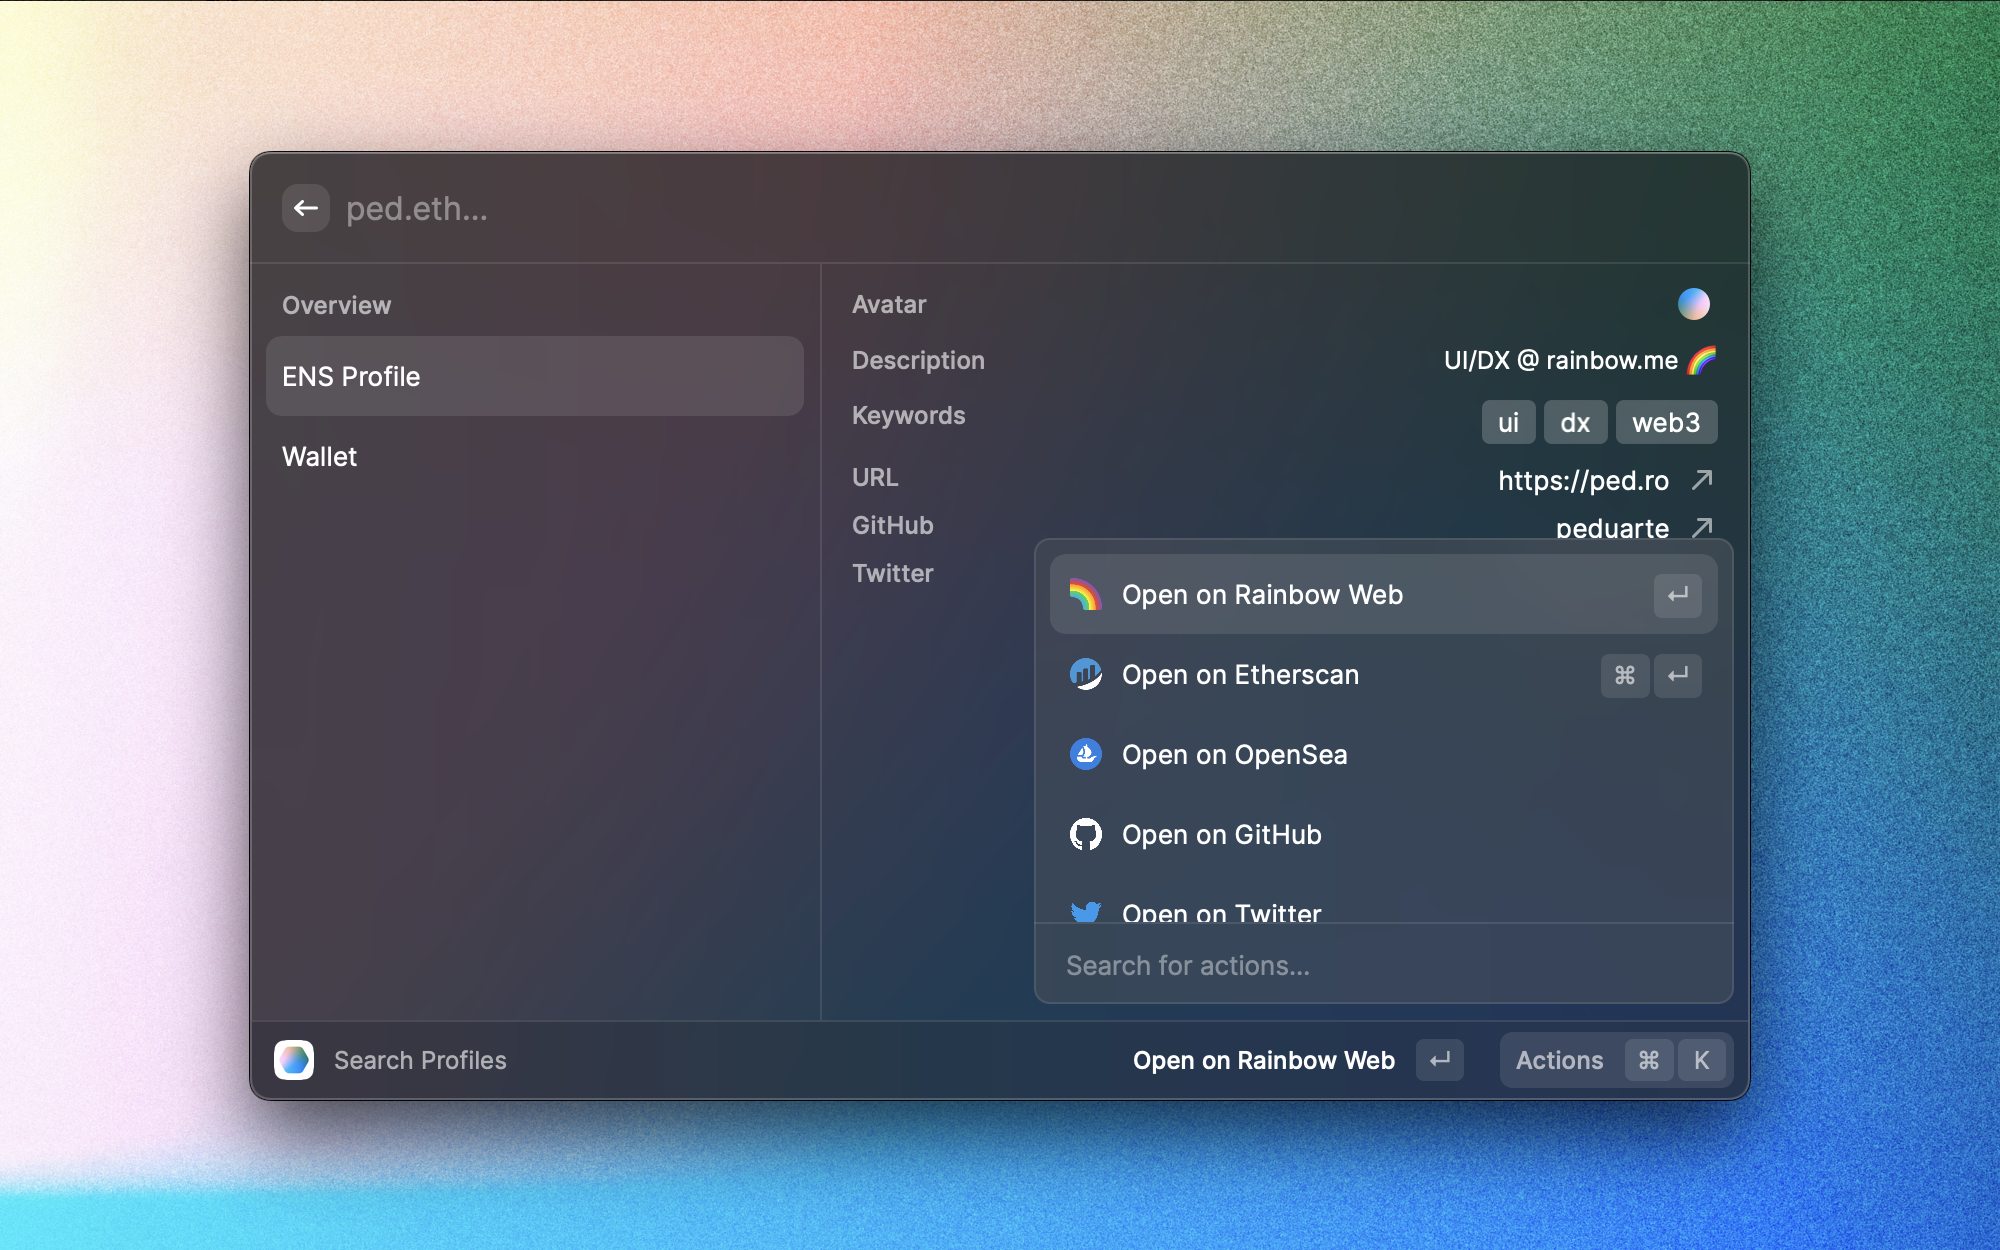 ped.eth...
Overview
ENS Profile
Wallet
Avatar
Description
UI/DX @ rainbow.me 🌈
Keywords
ui dx web3
URL
https://ped.ro ↗
GitHub
peduarte ↗
Twitter
Open on Rainbow Web ↵
Open on Etherscan ⌘ ↵
Open on OpenSea
Open on GitHub
Open on Twitter
Search for actions...
Search Profiles
Open on Rainbow Web ↵
Actions ⌘ K